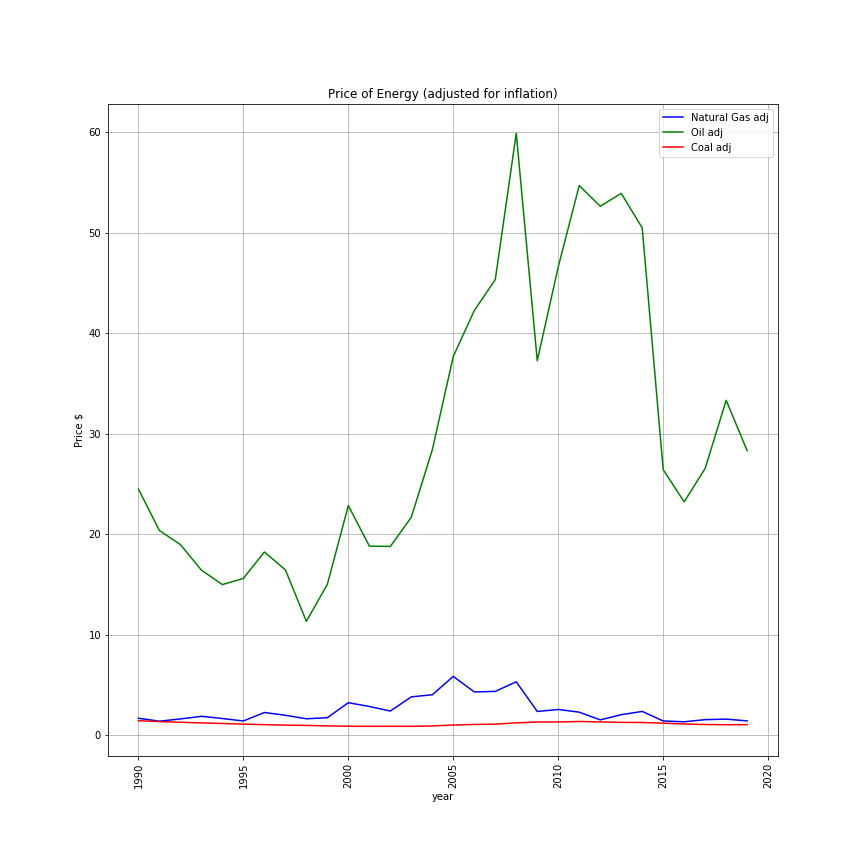 Price of Energy (adjusted for inflation)
Natural Gas adj
Oil adj
Coal adj
60
50
40
30
20
10
0
Price $
1990
1995
2000
2005
2010
2015
2020
year